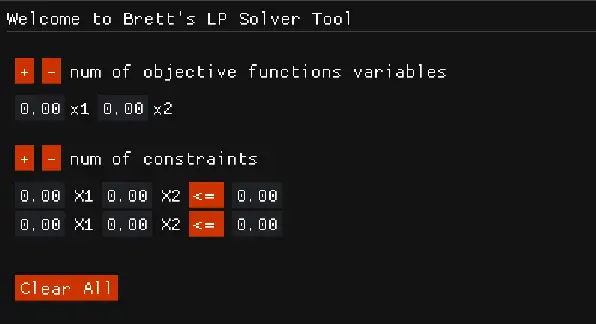 Welcome to Brett's LP Solver Tool
+ - num of objective functions variables
0.00 x1 0.00 x2
+ - num of constraints
0.00 X1 0.00 X2 <= 0.00
0.00 X1 0.00 X2 <= 0.00
Clear All